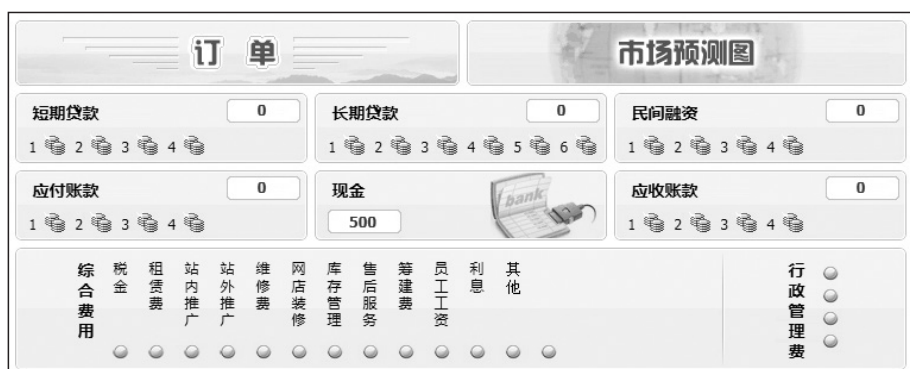 订 单 市场预测图
短期贷款 0 长期贷款 0 民间融资 0
1 2 3 4 1 2 3 4 5 6 1 2 3 4
应付账款 0 现金 bank 应收账款 0
1 2 3 4 500 1 2 3 4
综合费用 税金 租赁费 站内推广 站外推广 维修费 网店装修 库存管理 售后服务 筹建费 员工工资 利息 其他 行政管理费